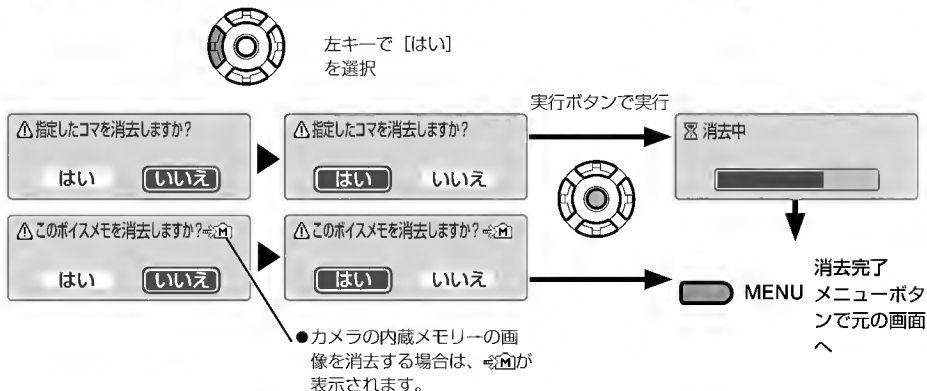 左キーで [はい]
を選択
実行ボタンで実行
⚠指定したコマを消去しますか?
はい いいえ
⚠指定したコマを消去しますか?
はい いいえ
消去中
⚠このボイスメモを消去しますか?M
はい いいえ
⚠このボイスメモを消去しますか?M
はい いいえ
MENU
消去完了
メニューボタ
ンで元の画面
へ
●カメラの内蔵メモリーの画
像を消去する場合は、Mが
表示されます。